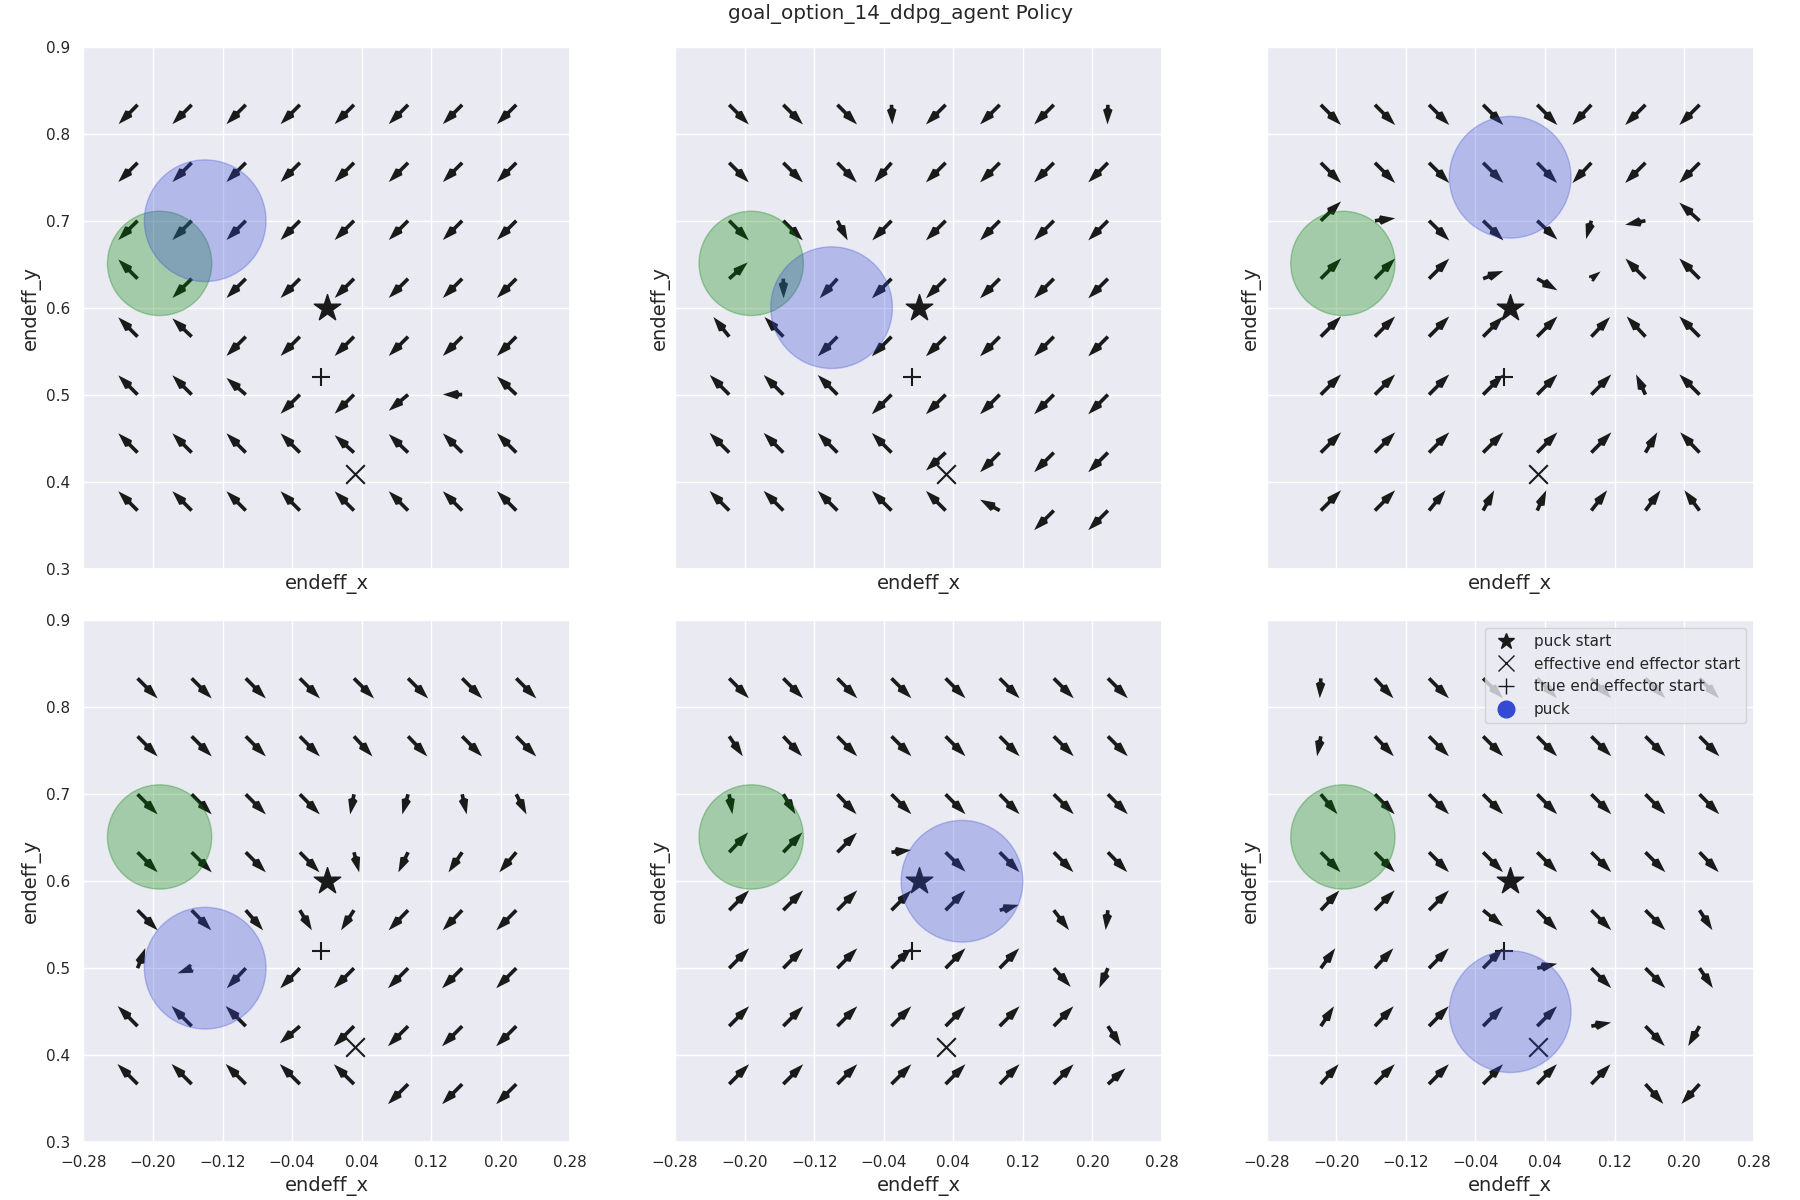 goal_option_14_ddpg_agent Policy
0.9
0.8
0.7
0.6
0.5
0.4
0.3
endeff_y
endeff_x
endeff_y
endeff_x
endeff_y
endeff_x
0.9
0.8
0.7
0.6
0.5
0.4
0.3
endeff_y
−0.28 −0.20 −0.12 −0.04 0.04 0.12 0.20 0.28
endeff_x
endeff_y
−0.28 −0.20 −0.12 −0.04 0.04 0.12 0.20 0.28
endeff_x
puck start
effective end effector start
true end effector start
puck
endeff_y
−0.28 −0.20 −0.12 −0.04 0.04 0.12 0.20 0.28
endeff_x